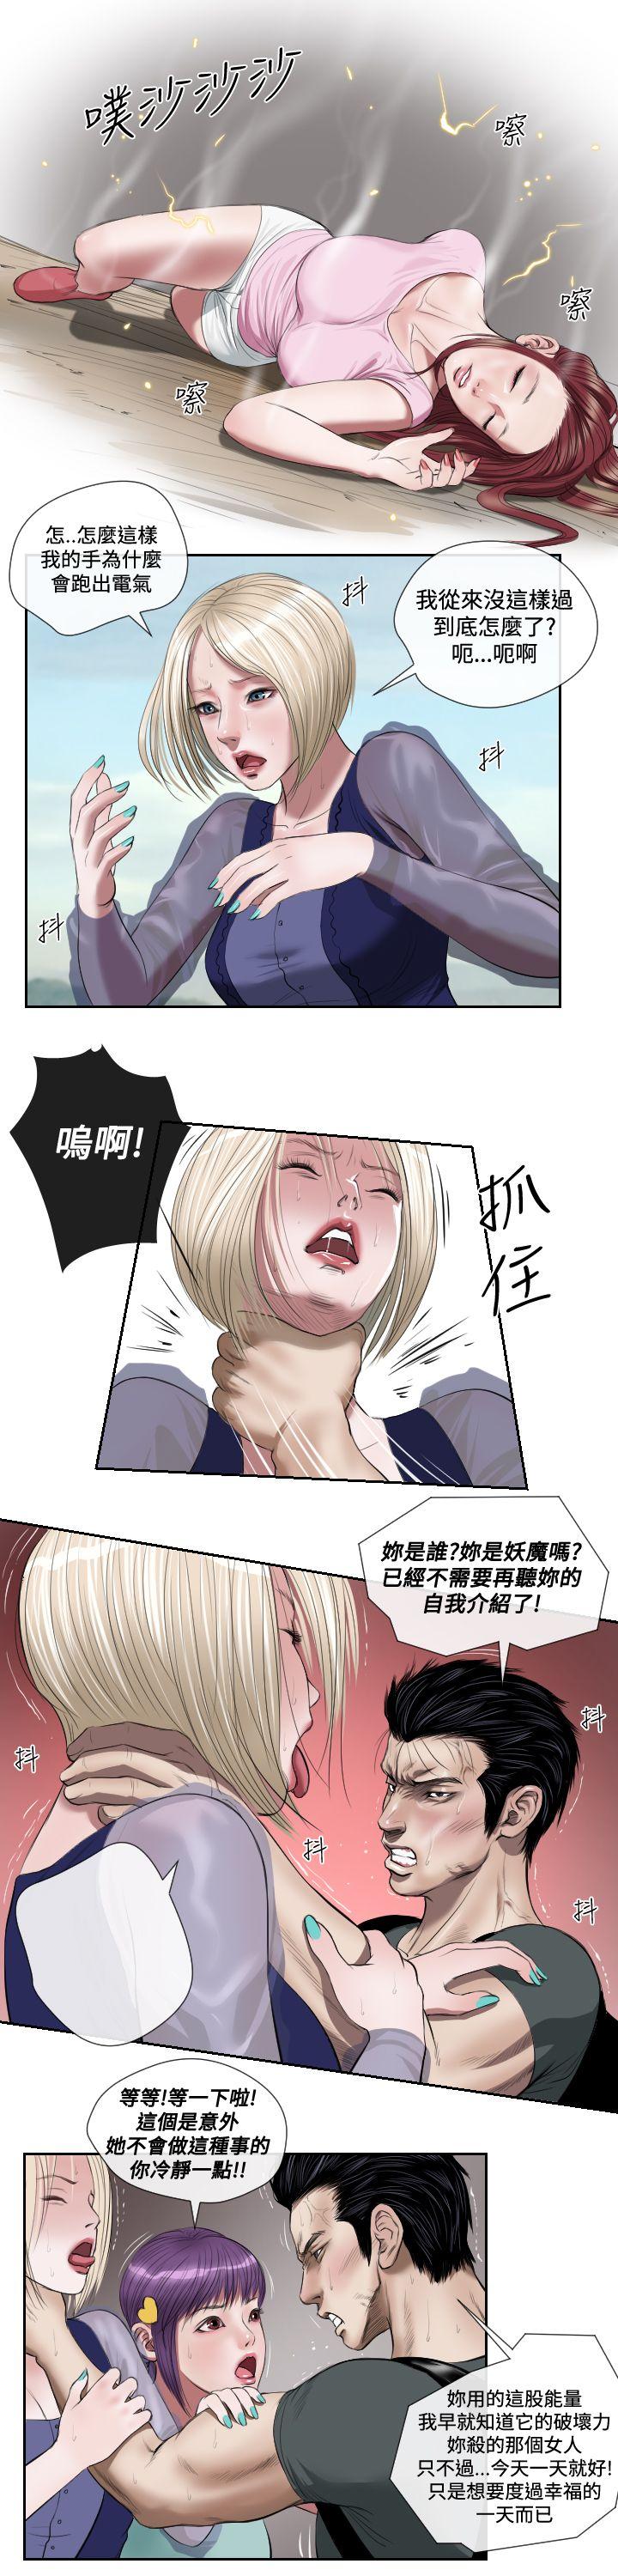 噗沙沙沙
嚓
嚓
嚓
怎..怎麼這樣
我的手為什麼
會跑出電氣
抖
我從來沒這樣過
到底怎麼了?
呃...呃啊
抖
抖
嗚啊!
抓
住
妳是誰?妳是妖魔嗎?
已經不需要再聽妳的
自我介紹了!
抖
抖
抖
抖
等等!等一下啦!
這個是意外
她不會做這種事的
你冷靜一點!!
妳用的這股能量
我早就知道它的破壞力
妳殺的那個女人
只不過...今天一天就好!
只是想要度過幸福的
一天而已